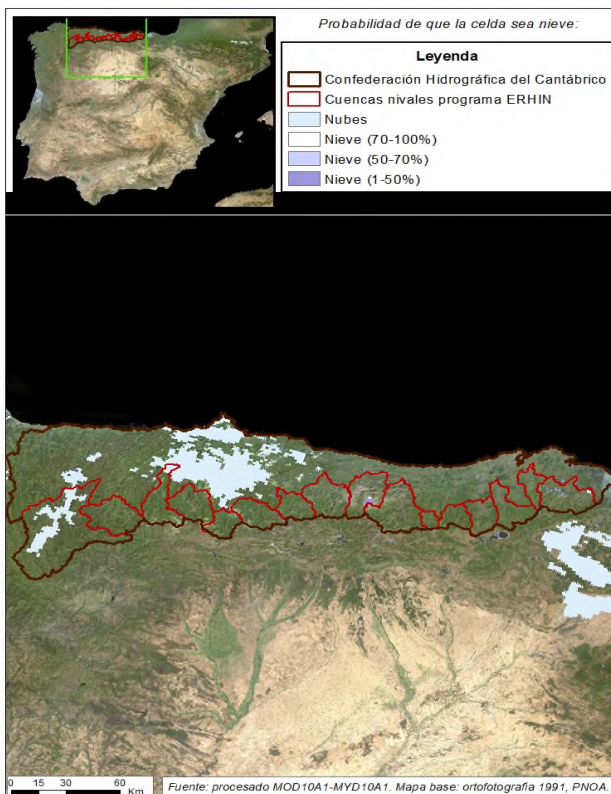 Probabilidad de que la celda sea nieve:
Leyenda
Confederación Hidrográfica del Cantábrico
Cuencas nivales programa ERHIN
Nubes
Nieve (70-100%)
Nieve (50-70%)
Nieve (1-50%)
0 15 30 60
Km
Fuente: procesado MOD10A1-MYD10A1. Mapa base: ortofotografia 1991, PNOA